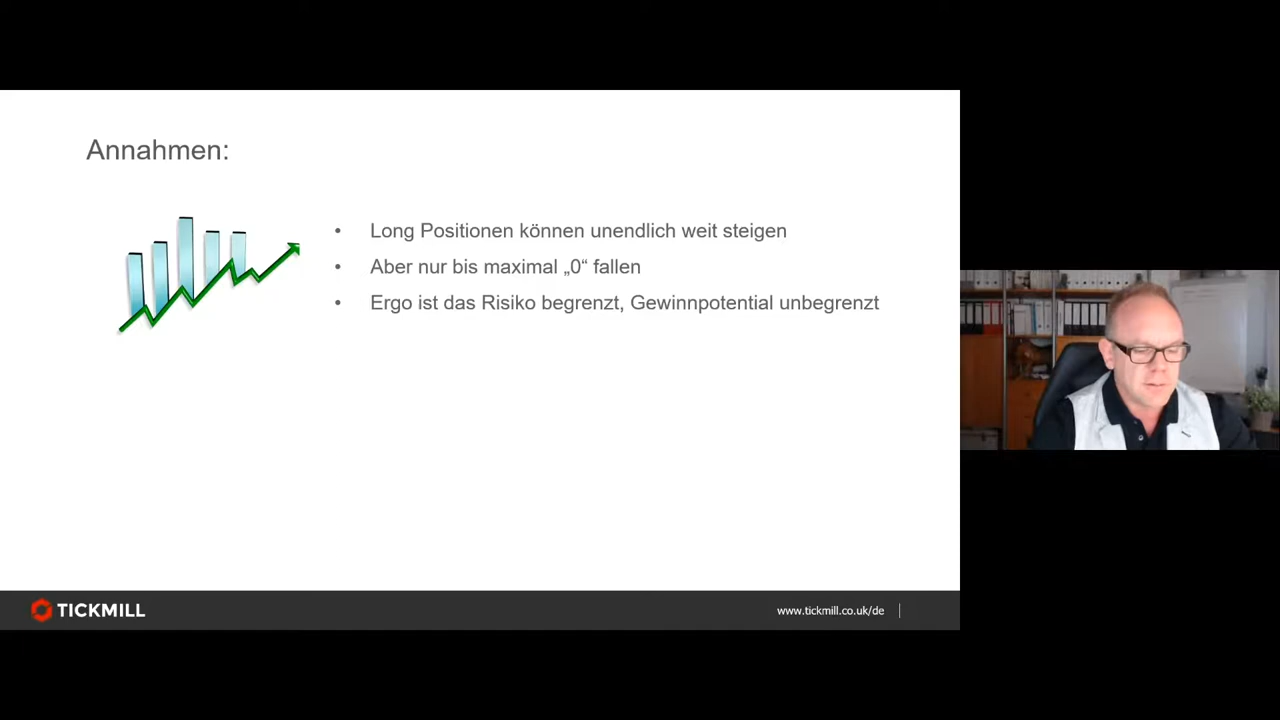 Annahmen:
• Long Positionen können unendlich weit steigen
• Aber nur bis maximal „0“ fallen
• Ergo ist das Risiko begrenzt, Gewinnpotential unbegrenzt
TICKMILL
www.tickmill.co.uk/de